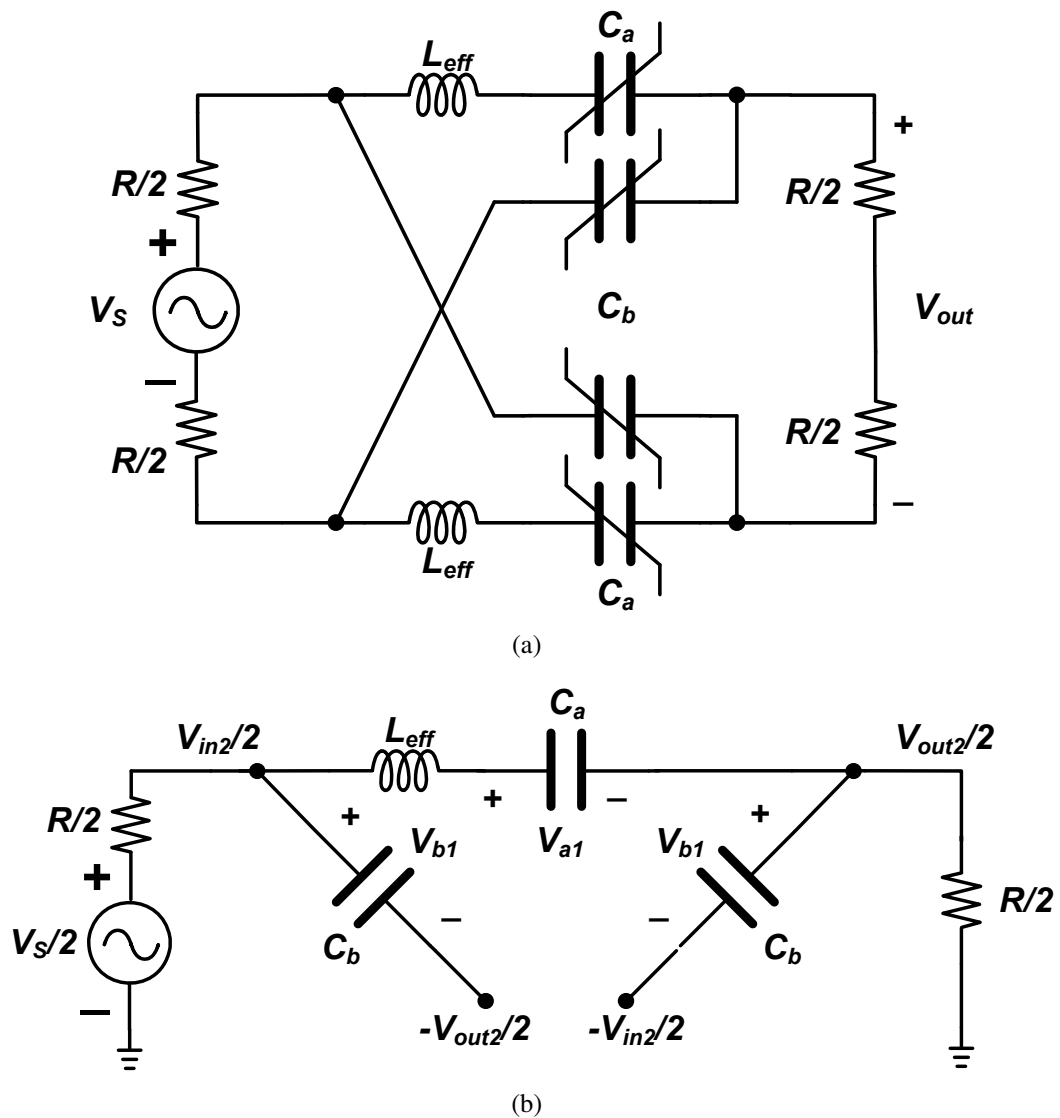 C_a
L_eff
R/2
+
V_S
−
R/2
C_b
+
R/2
V_out
R/2
−
L_eff
C_a
(a)
C_a
V_in2/2
L_eff
V_out2/2
R/2
+
V_S/2
−
+
V_b1
−
C_b
+
−
V_a1
+
V_b1
−
C_b
R/2
-V_out2/2
-V_in2/2
(b)